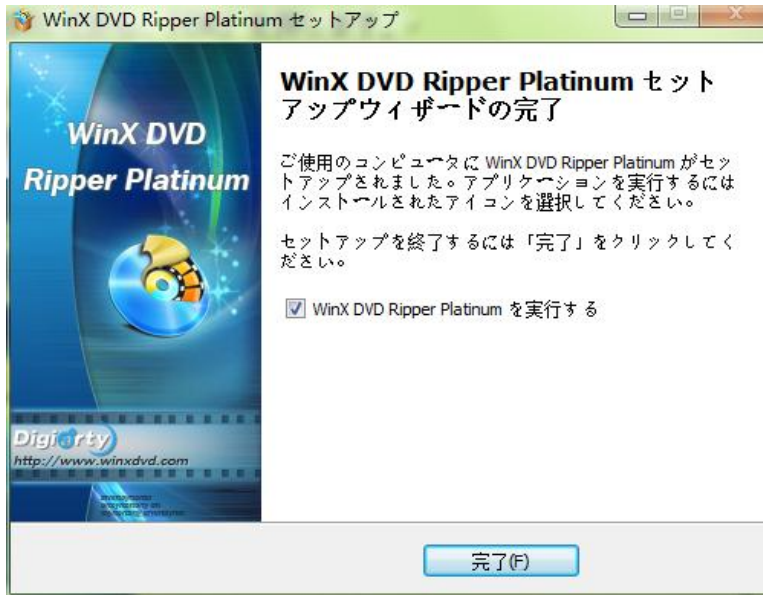 WinX DVD Ripper Platinum セットアップ
WinX DVD
Ripper Platinum
Digiarty
http://www.winxdvd.com
WinX DVD Ripper Platinum セット
アップウィザードの完了
ご使用のコンピュータに WinX DVD Ripper Platinum がセッ
トアップされました。アプリケーションを実行するには
インストールされたアイコンを選択してください。
セットアップを終了するには「完了」をクリックしてく
ださい。
WinX DVD Ripper Platinum を実行する
完了(F)